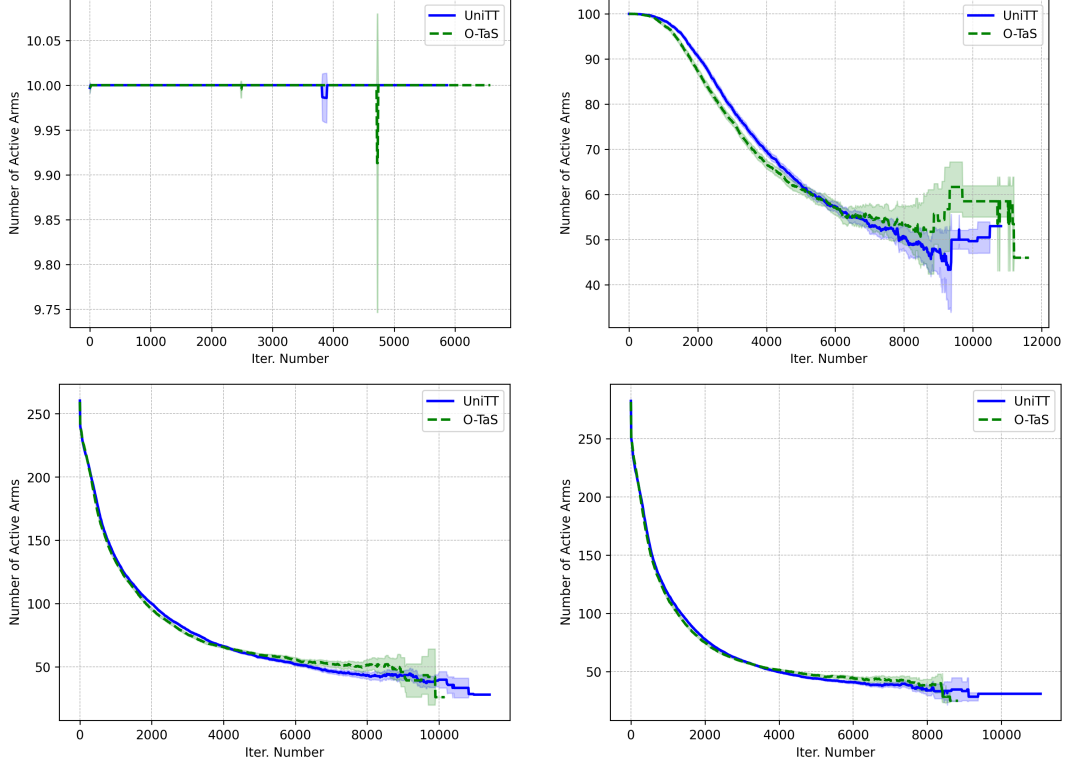 UniTT
O-TaS
10.05
10.00
9.95
9.90
9.85
9.80
9.75
Number of Active Arms
0 1000 2000 3000 4000 5000 6000
Iter. Number
UniTT
O-TaS
100
90
80
70
60
50
40
Number of Active Arms
0 2000 4000 6000 8000 10000 12000
Iter. Number
UniTT
O-TaS
250
200
150
100
50
Number of Active Arms
0 2000 4000 6000 8000 10000
Iter. Number
UniTT
O-TaS
250
200
150
100
50
Number of Active Arms
0 2000 4000 6000 8000 10000
Iter. Number